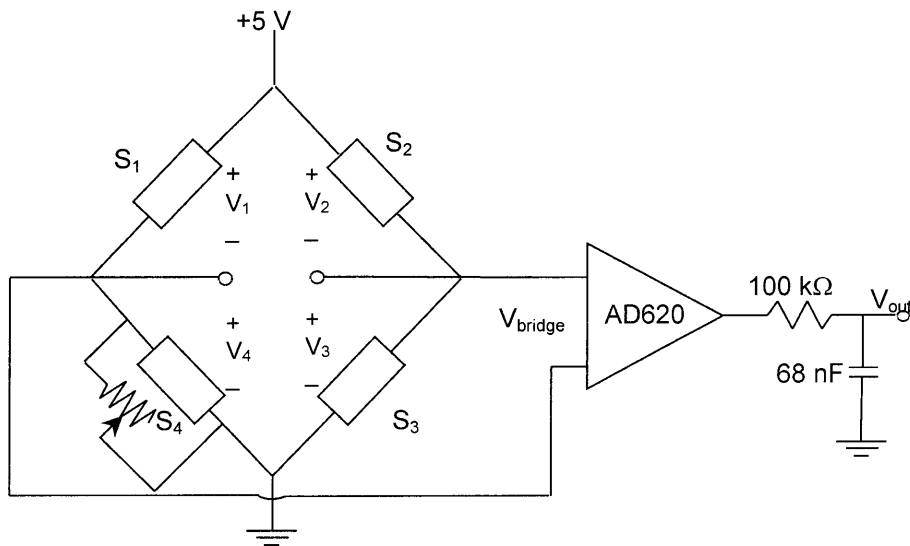 +5 V
S₁
S₂
+
V₁
−
+
V₂
−
+
V₄
−
+
V₃
−
S₄
S₃
V_bridge
AD620
100 kΩ
V_out
68 nF